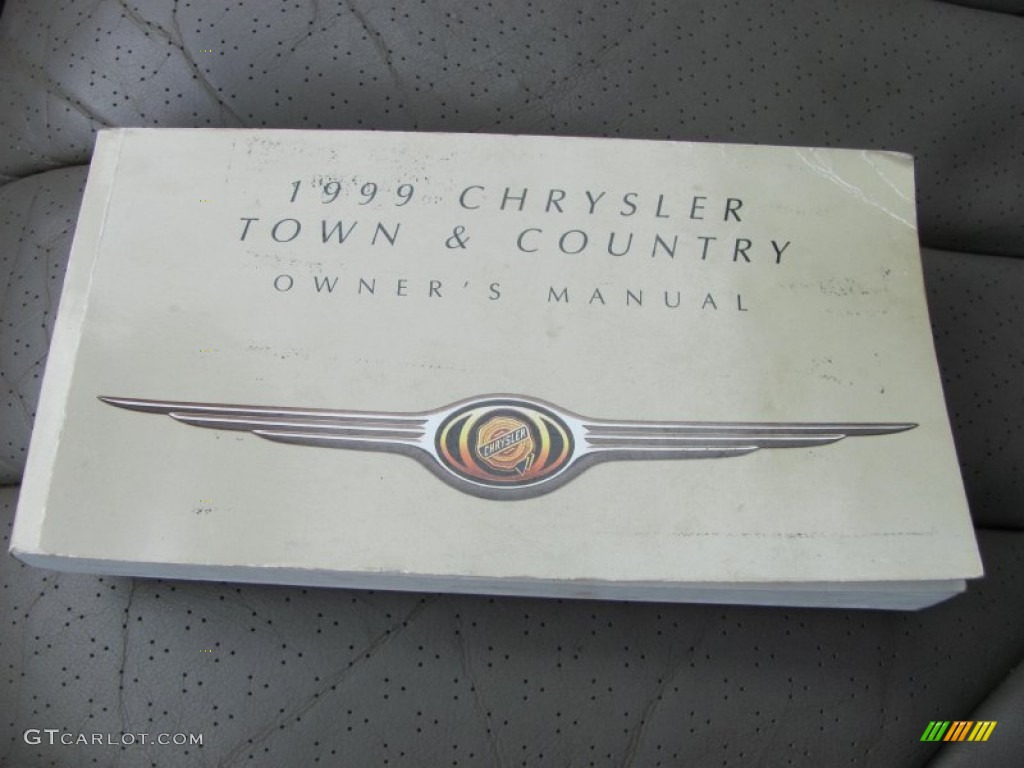 1999 CHRYSLER
TOWN & COUNTRY
OWNER'S MANUAL
CHRYSLER
GTCARLOT.COM